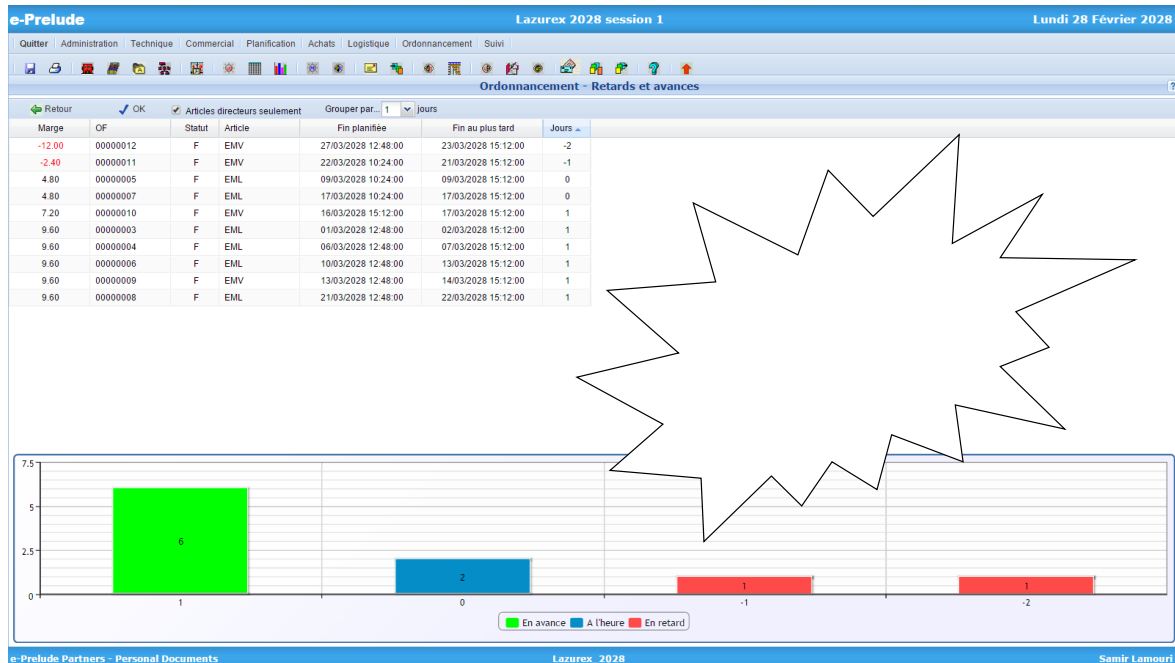 e-Prelude Lazurex 2028 session 1 Lundi 28 Février 2028
Quitter Administration Technique Commercial Planification Achats Logistique Ordonnancement Suivi
Ordonnancement - Retards et avances ?
Retour OK Articles directeurs seulement Grouper par... 1 jours
Marge OF Statut Article Fin planifiée Fin au plus tard Jours
-12.00 00000012 F EMV 27/03/2028 12:48:00 23/03/2028 15:12:00 -2
-2.40 00000011 F EMV 22/03/2028 10:24:00 21/03/2028 15:12:00 -1
4.80 00000005 F EML 09/03/2028 10:24:00 09/03/2028 15:12:00 0
4.80 00000007 F EML 17/03/2028 10:24:00 17/03/2028 15:12:00 0
7.20 00000010 F EMV 16/03/2028 15:12:00 17/03/2028 15:12:00 1
9.60 00000003 F EML 01/03/2028 12:48:00 02/03/2028 15:12:00 1
9.60 00000004 F EML 06/03/2028 12:48:00 07/03/2028 15:12:00 1
9.60 00000006 F EML 10/03/2028 12:48:00 13/03/2028 15:12:00 1
9.60 00000009 F EMV 13/03/2028 12:48:00 14/03/2028 15:12:00 1
9.60 00000008 F EML 21/03/2028 12:48:00 22/03/2028 15:12:00 1
7.5
5
6
2.5
2
1 1
0
1 0 -1 -2
En avance A l'heure En retard
e-Prelude Partners - Personal Documents Lazurex_2028 Samir Lamouri